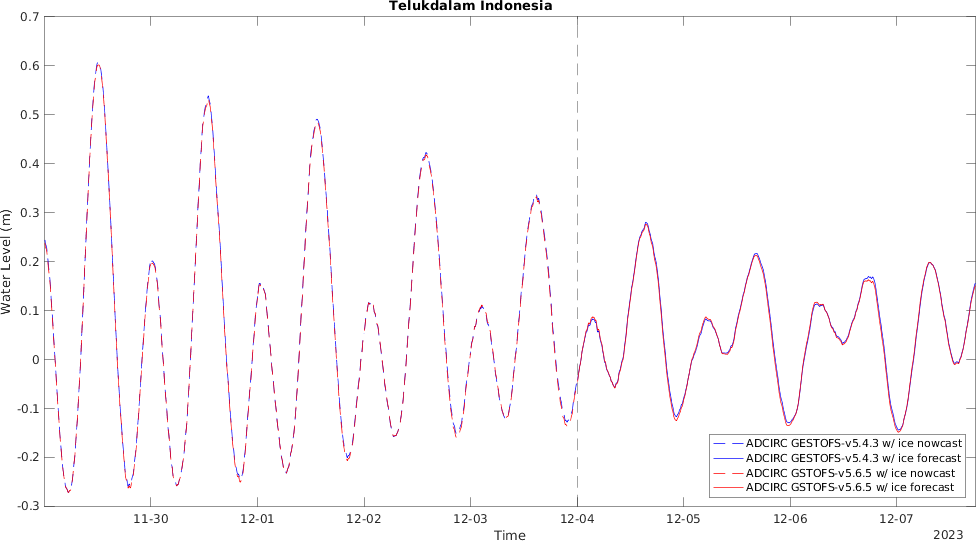 Telukdalam Indonesia
0.7
0.6
0.5
0.4
0.3
0.2
0.1
0
-0.1
-0.2
-0.3
Water Level (m)
11-30 12-01 12-02 12-03 12-04 12-05 12-06 12-07
Time
2023
ADCIRC GESTOFS-v5.4.3 w/ ice nowcast
ADCIRC GESTOFS-v5.4.3 w/ ice forecast
ADCIRC GSTOFS-v5.6.5 w/ ice nowcast
ADCIRC GSTOFS-v5.6.5 w/ ice forecast